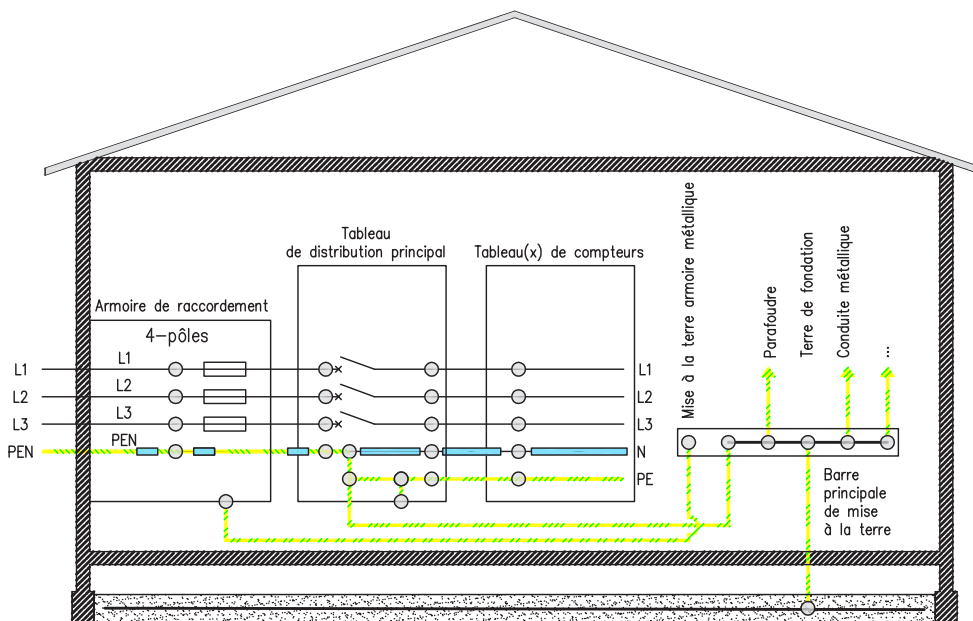 Tableau
de distribution principal
Tableau(x) de compteurs
Armoire de raccordement
4-pôles
L1
L1
L1
L2
L2
L2
L3
L3
L3
PEN
PEN
N
PE
Mise à la terre armoire métallique
Parafoudre
Terre de fondation
Conduite métallique
...
Barre
principale
de mise
à la terre